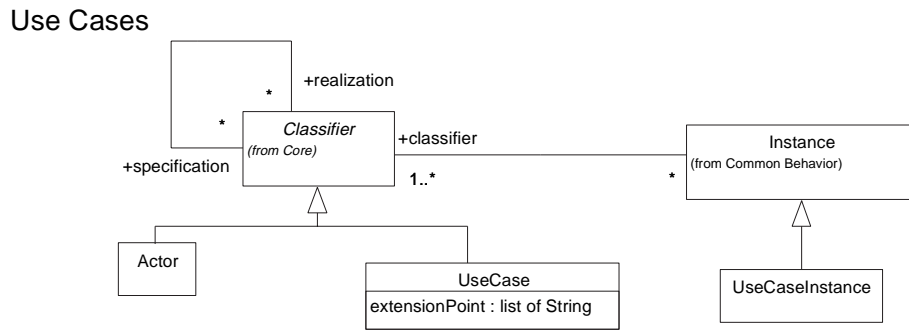 Use Cases
+realization
*
*
Classifier
(from Core)
+specification
+classifier
1..*
*
Instance
(from Common Behavior)
Actor
UseCase
extensionPoint : list of String
UseCaseInstance